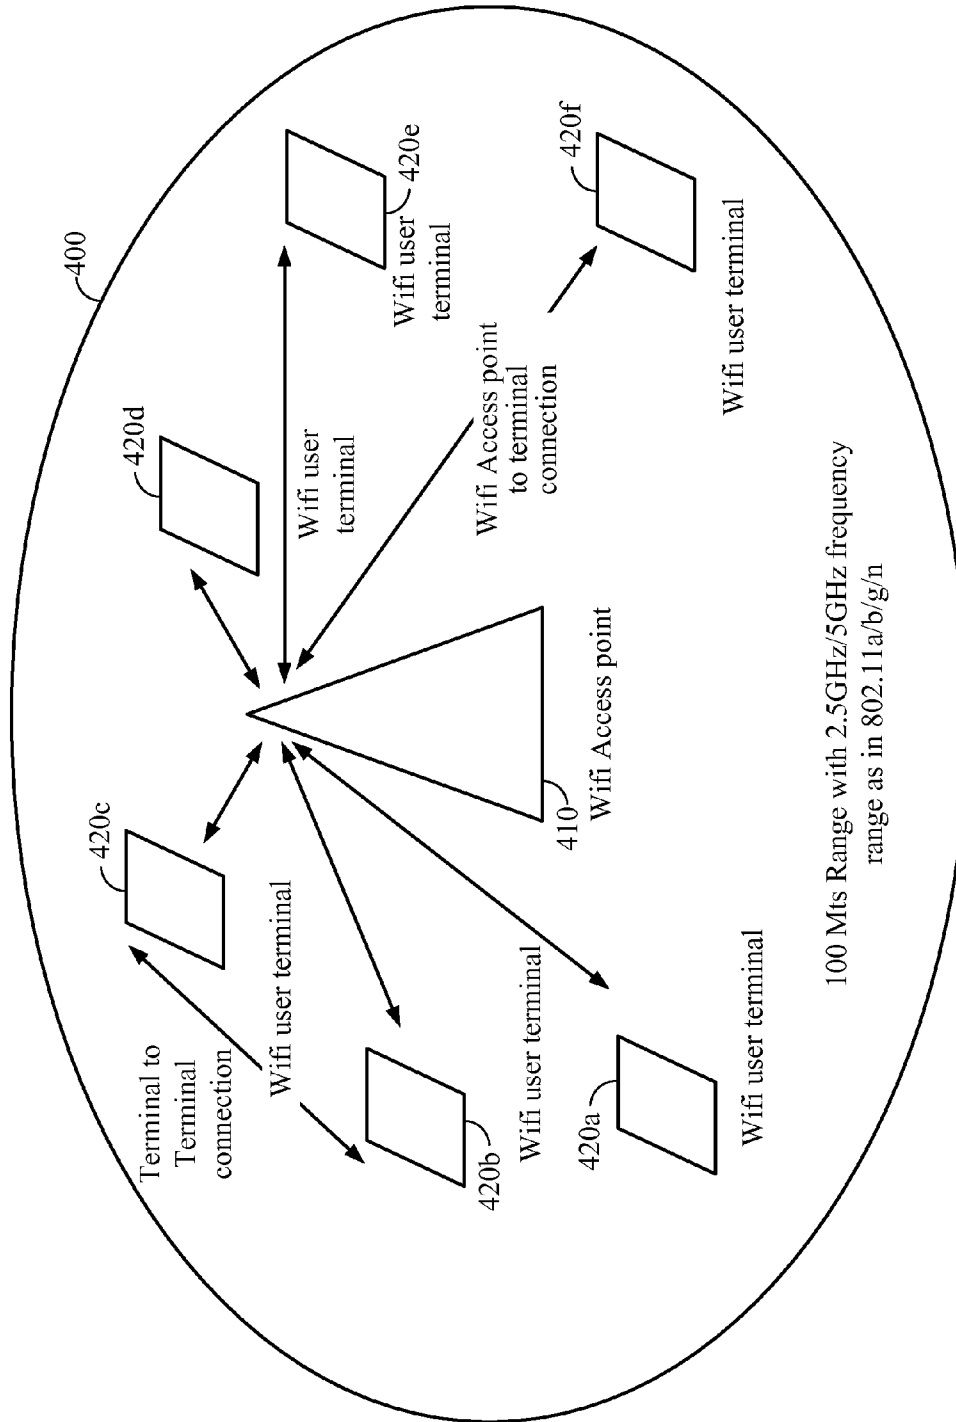 400
420c
420d
Terminal to
Terminal
connection
420e
Wifi user terminal
Wifi user
terminal
Wifi user
terminal
420b
Wifi user terminal
Wifi Access point
to terminal
connection
420f
420a
410
Wifi Access point
Wifi user terminal
Wifi user terminal
100 Mts Range with 2.5GHz/5GHz frequency
range as in 802.11a/b/g/n